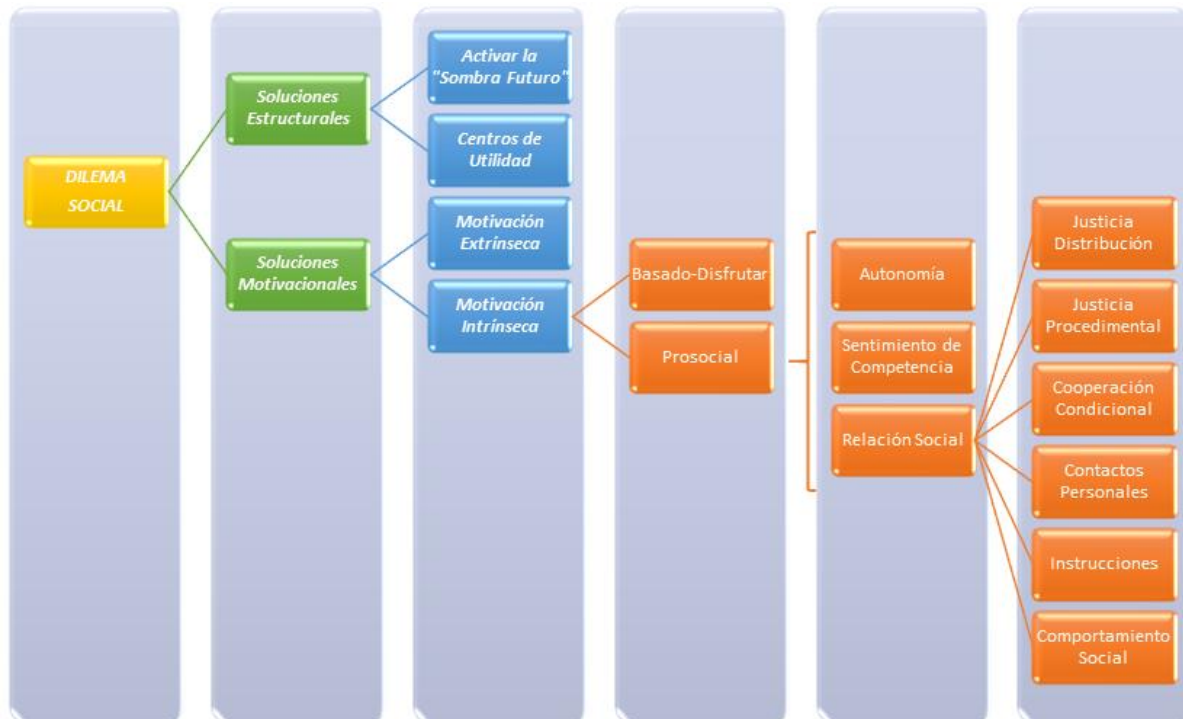 DILEMA
SOCIAL
Soluciones
Estructurales
Soluciones
Motivacionales
Activar la
"Sombra Futuro"
Centros de
Utilidad
Motivación
Extrínseca
Motivación
Intrínseca
Basado-Disfrutar
Prosocial
Autonomía
Sentimiento de
Competencia
Relación Social
Justicia
Distribución
Justicia
Procedimental
Cooperación
Condicional
Contactos
Personales
Instrucciones
Comportamiento
Social